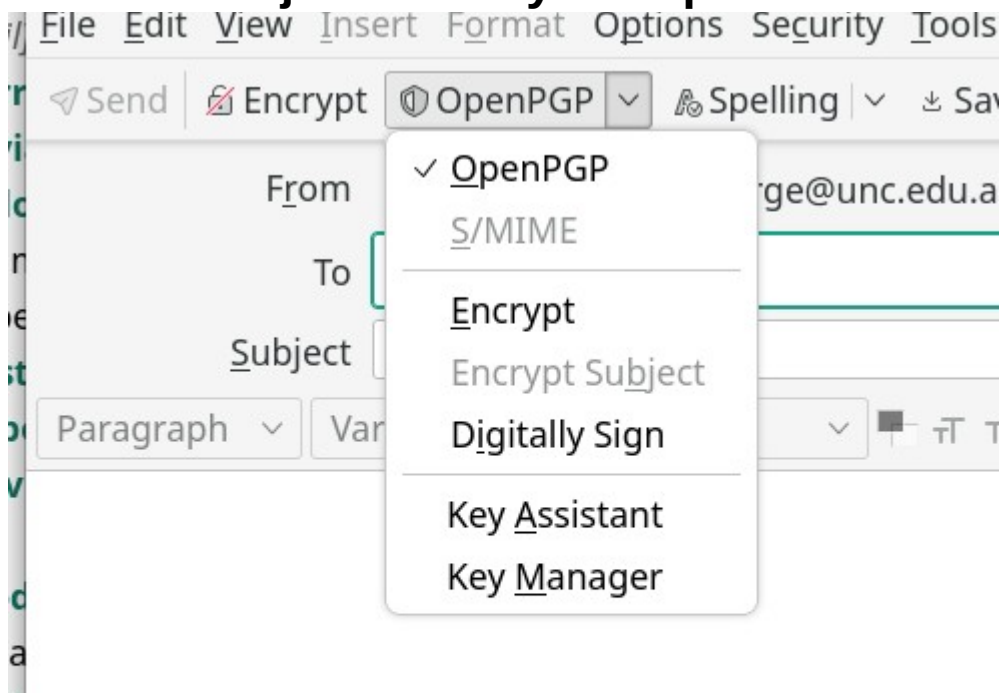 File Edit View Insert Format Options Security Tools
Send Encrypt OpenPGP Spelling Sav
OpenPGP
From rge@unc.edu.a
S/MIME
To
Encrypt
Subject
Encrypt Subject
Paragraph Var
Digitally Sign
Key Assistant
Key Manager